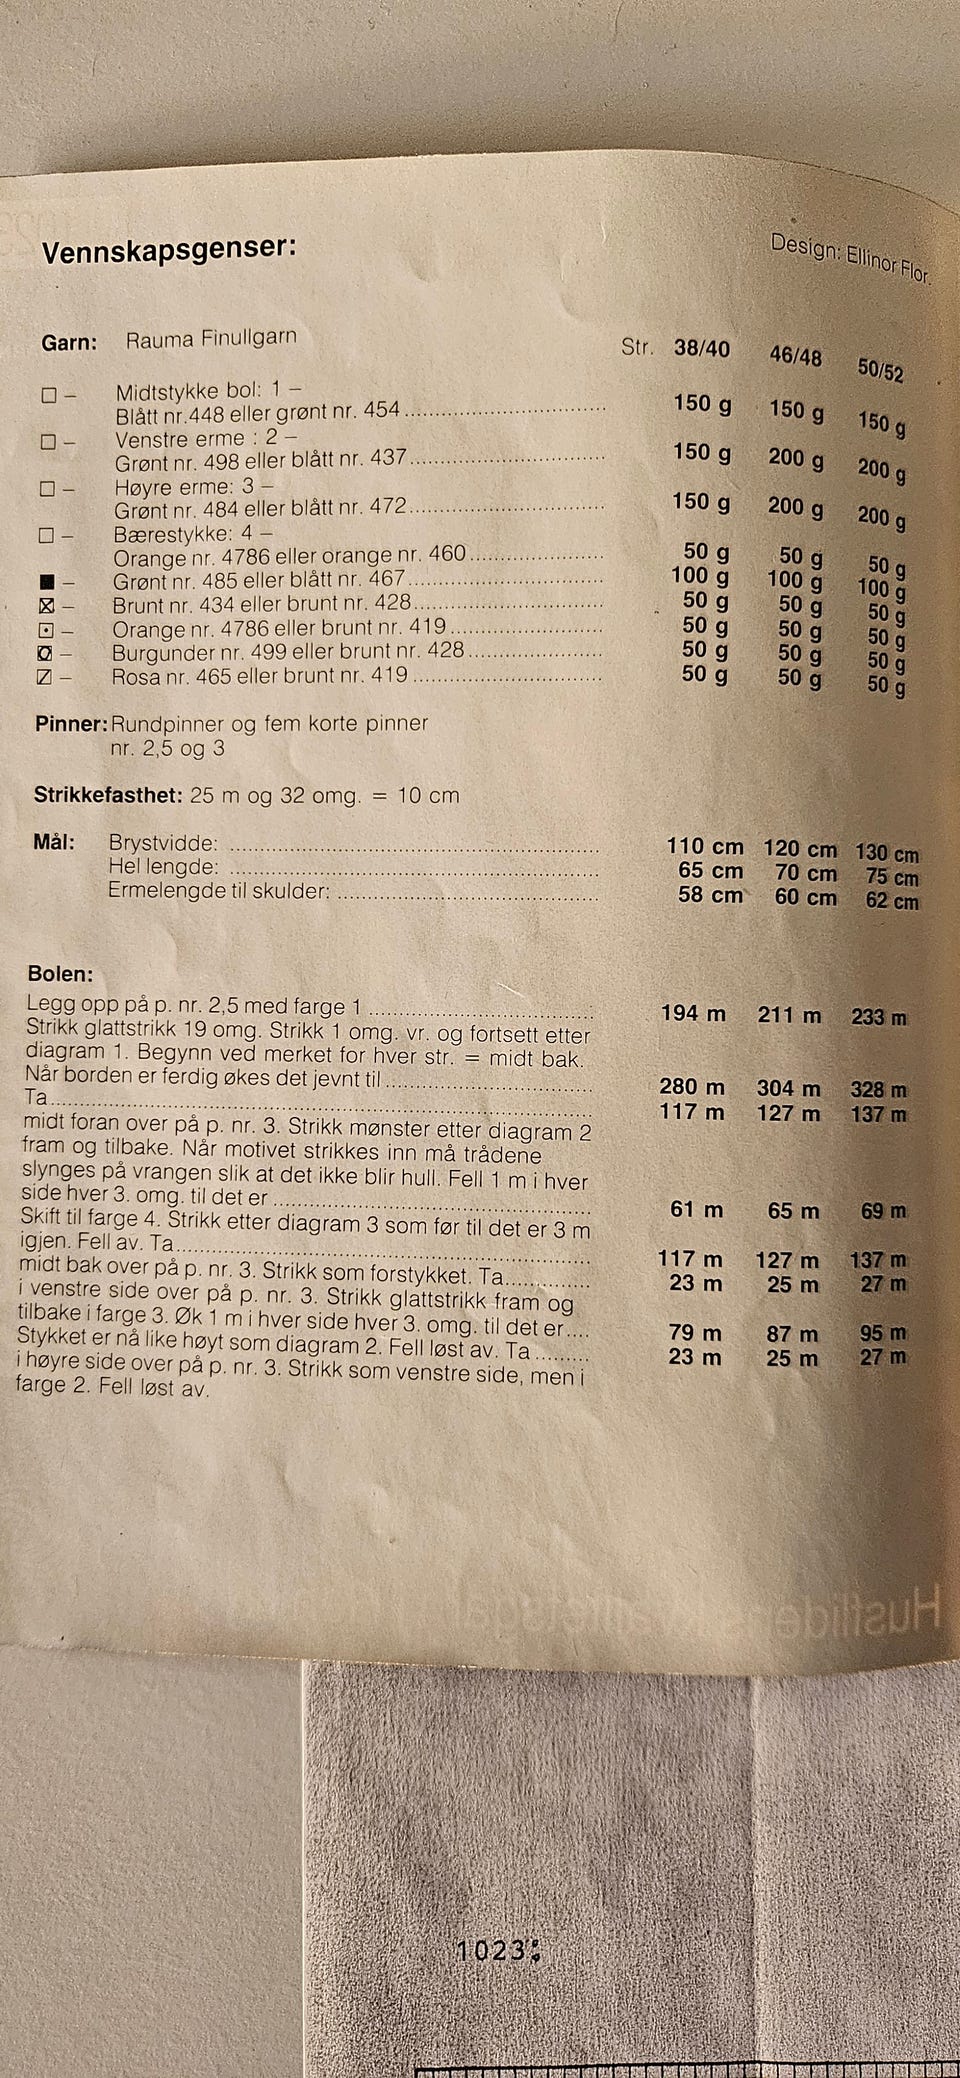 Vennskapsgenser: Design: Ellinor Flor.
Garn: Rauma Finullgarn Str. 38/40 46/48 50/52
□ – Midtstykke bol: 1 –
Blått nr.448 eller grønt nr. 454 150 g 150 g 150 g
□ – Venstre erme : 2 –
Grønt nr. 498 eller blått nr. 437 150 g 200 g 200 g
□ – Høyre erme: 3 –
Grønt nr. 484 eller blått nr. 472 150 g 200 g 200 g
□ – Bærestykke: 4 –
Orange nr. 4786 eller orange nr. 460 50 g 50 g 50 g
■ – Grønt nr. 485 eller blått nr. 467 100 g 100 g 100 g
☒ – Brunt nr. 434 eller brunt nr. 428 50 g 50 g 50 g
⊡ – Orange nr. 4786 eller brunt nr. 419 50 g 50 g 50 g
– Burgunder nr. 499 eller brunt nr. 428 50 g 50 g 50 g
⧄ – Rosa nr. 465 eller brunt nr. 419 50 g 50 g 50 g
Pinner: Rundpinner og fem korte pinner
nr. 2,5 og 3
Strikkefasthet: 25 m og 32 omg. = 10 cm
Mål: Brystvidde: 110 cm 120 cm 130 cm
Hel lengde: 65 cm 70 cm 75 cm
Ermelengde til skulder: 58 cm 60 cm 62 cm
Bolen:
Legg opp på p. nr. 2,5 med farge 1 194 m 211 m 233 m
Strikk glattstrikk 19 omg. Strikk 1 omg. vr. og fortsett etter
diagram 1. Begynn ved merket for hver str. = midt bak.
Når borden er ferdig økes det jevnt til 280 m 304 m 328 m
Ta 117 m 127 m 137 m
midt foran over på p. nr. 3. Strikk mønster etter diagram 2
fram og tilbake. Når motivet strikkes inn må trådene
slynges på vrangen slik at det ikke blir hull. Fell 1 m i hver
side hver 3. omg. til det er 61 m 65 m 69 m
Skift til farge 4. Strikk etter diagram 3 som før til det er 3 m
igjen. Fell av. Ta 117 m 127 m 137 m
midt bak over på p. nr. 3. Strikk som forstykket. Ta 23 m 25 m 27 m
i venstre side over på p. nr. 3. Strikk glattstrikk fram og
tilbake i farge 3. Øk 1 m i hver side hver 3. omg. til det er 79 m 87 m 95 m
Stykket er nå like høyt som diagram 2. Fell løst av. Ta 23 m 25 m 27 m
i høyre side over på p. nr. 3. Strikk som venstre side, men i
farge 2. Fell løst av.
1023